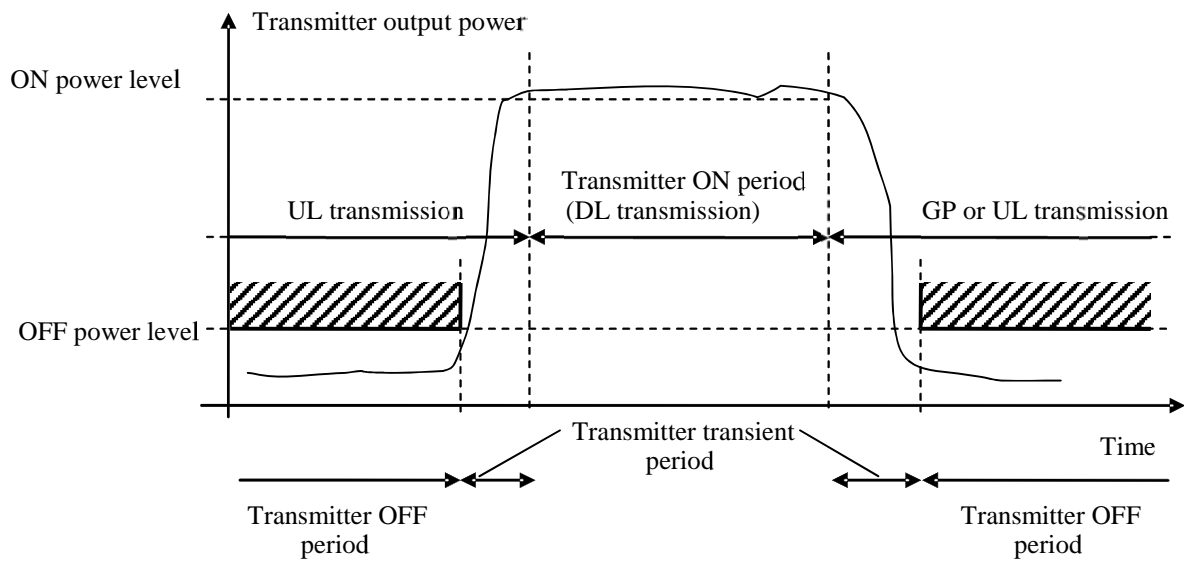 Transmitter output power
ON power level
Transmitter ON period
(DL transmission)
UL transmission
GP or UL transmission
OFF power level
Transmitter transient
period
Time
Transmitter OFF
period
Transmitter OFF
period